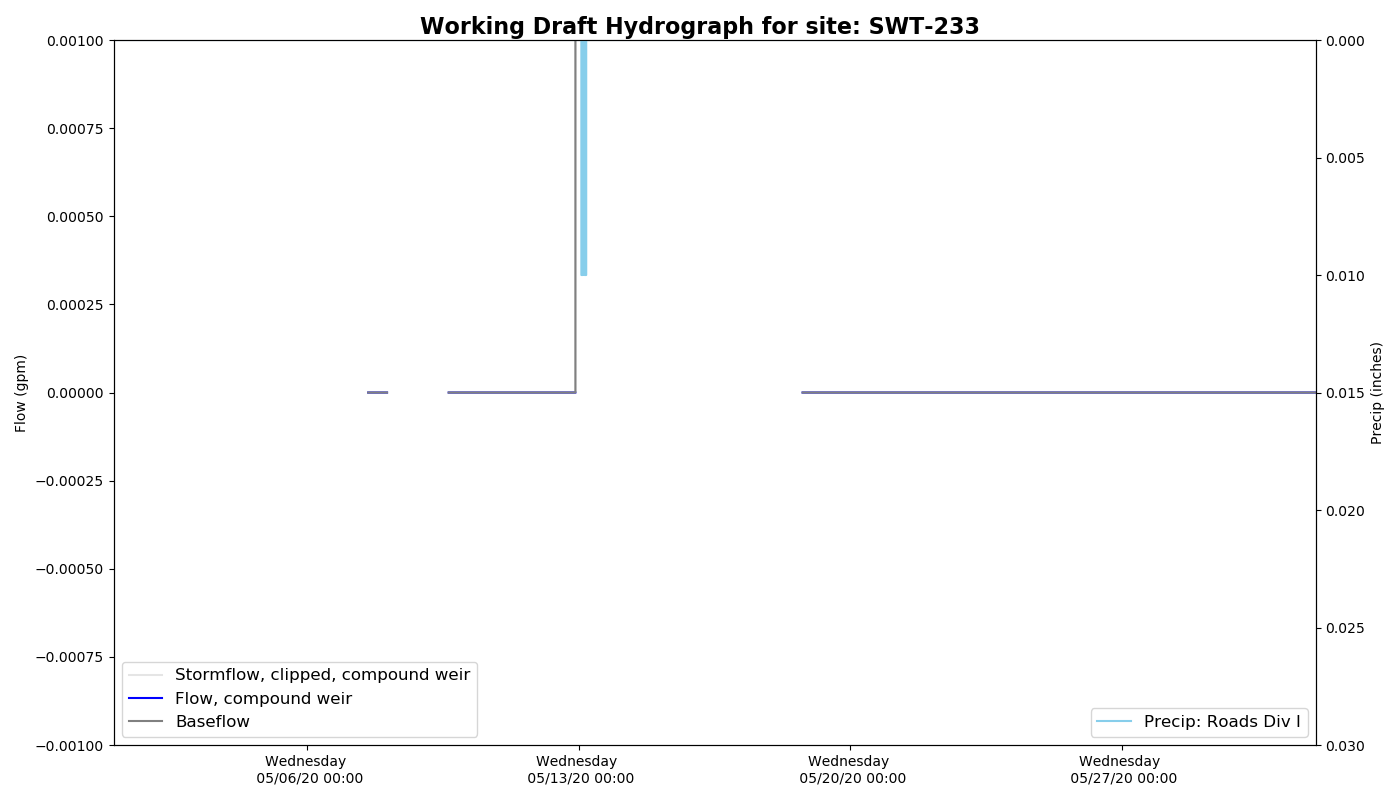 Working Draft Hydrograph for site: SWT-233
0.00100
0.00075
0.00050
0.00025
0.00000
−0.00025
−0.00050
−0.00075
−0.00100
Flow (gpm)
0.000
0.005
0.010
0.015
0.020
0.025
0.030
Precip (inches)
Stormflow, clipped, compound weir
Flow, compound weir
Baseflow
Precip: Roads Div I
Wednesday
05/06/20 00:00
Wednesday
05/13/20 00:00
Wednesday
05/20/20 00:00
Wednesday
05/27/20 00:00